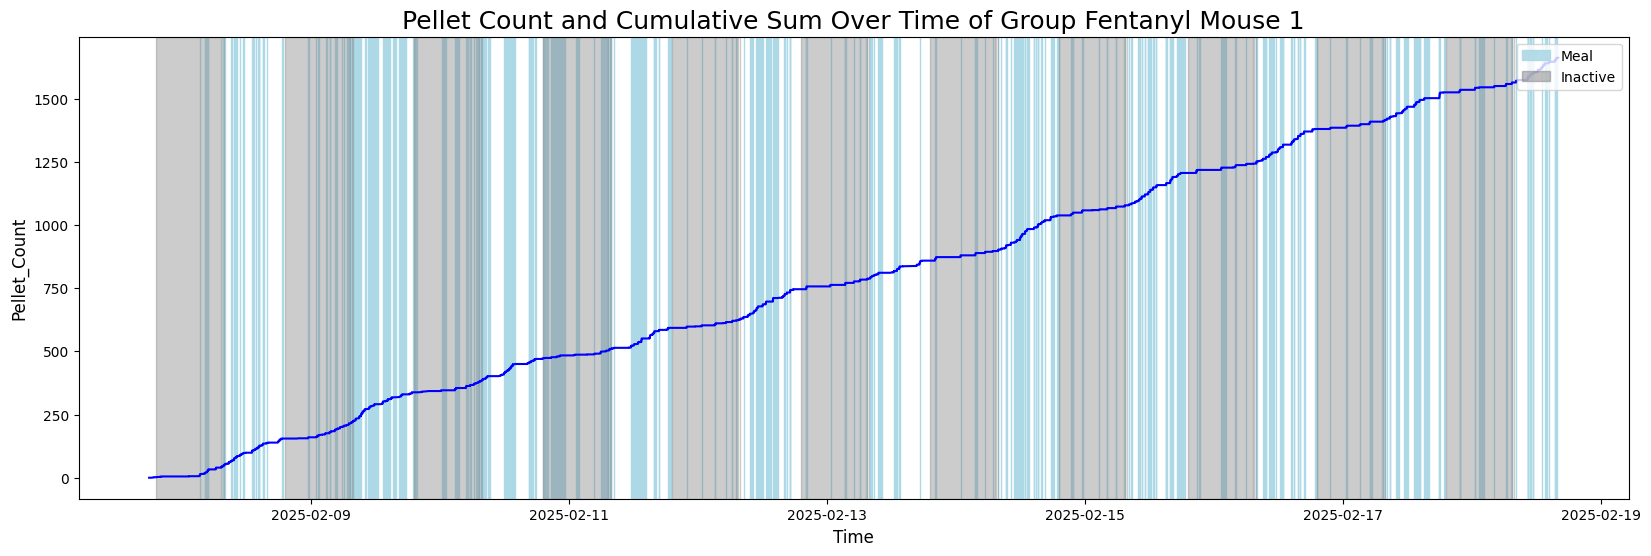 Pellet Count and Cumulative Sum Over Time of Group Fentanyl Mouse 1
Meal
Inactive
Pellet_Count
1500
1250
1000
750
500
250
0
2025-02-09
2025-02-11
2025-02-13
2025-02-15
2025-02-17
2025-02-19
Time